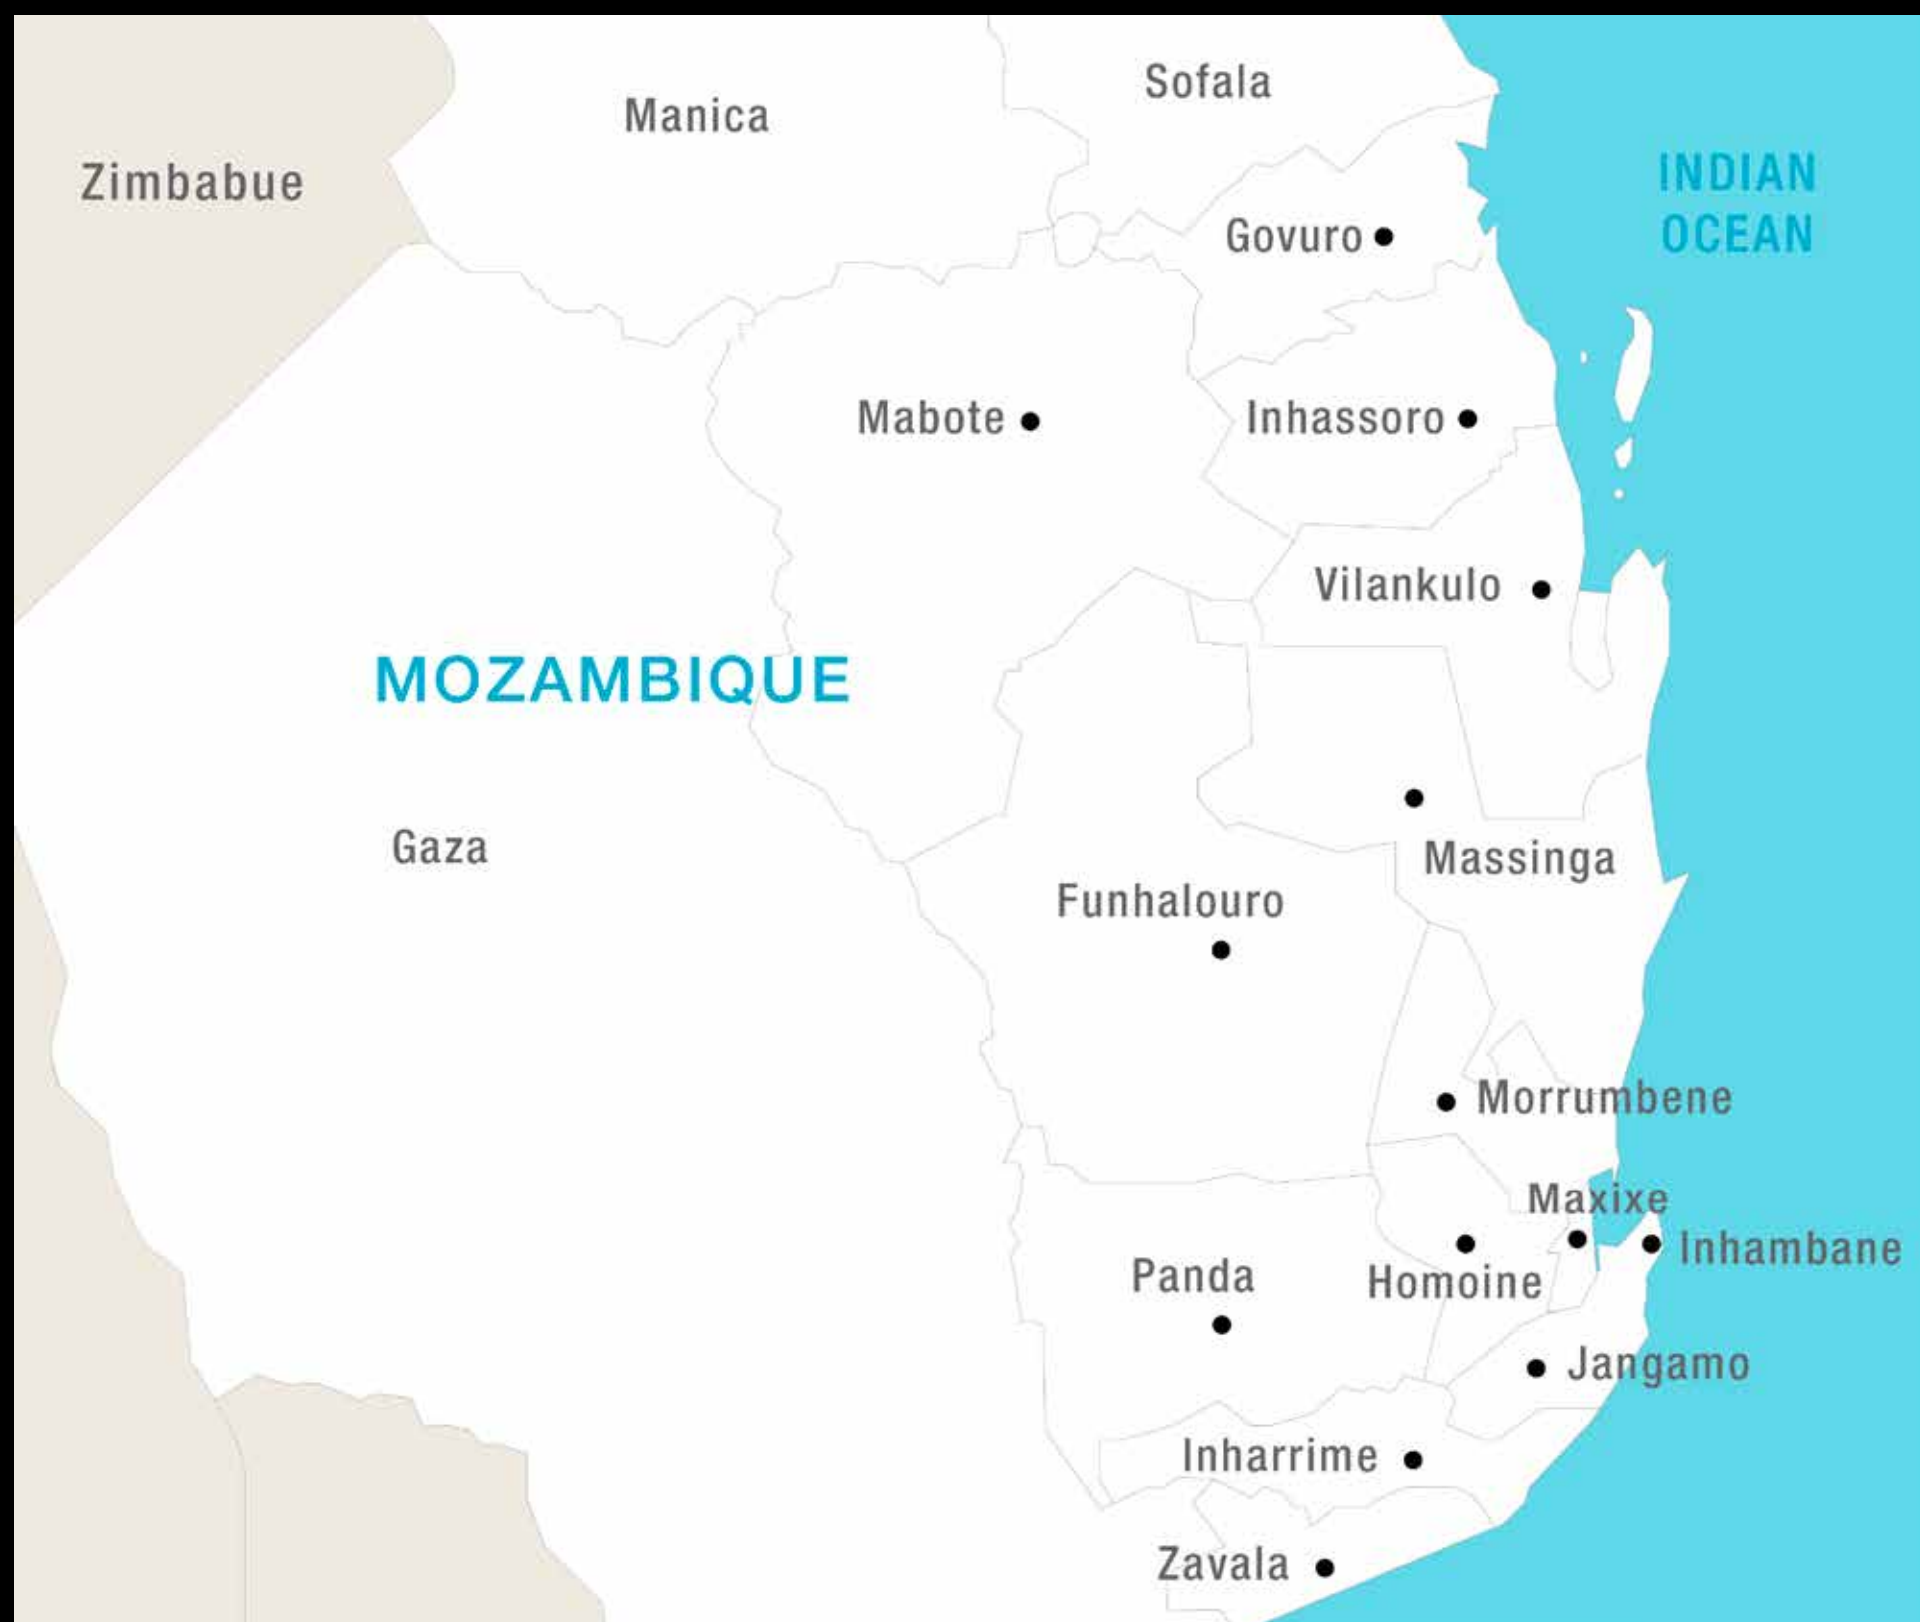 Sofala
Manica
Zimbabue
INDIAN
OCEAN
Govuro
Mabote
Inhassoro
Vilankulo
MOZAMBIQUE
Gaza
Massinga
Funhalouro
Morrumbene
Maxixe
Inhambane
Panda
Homoine
Jangamo
Inharrime
Zavala